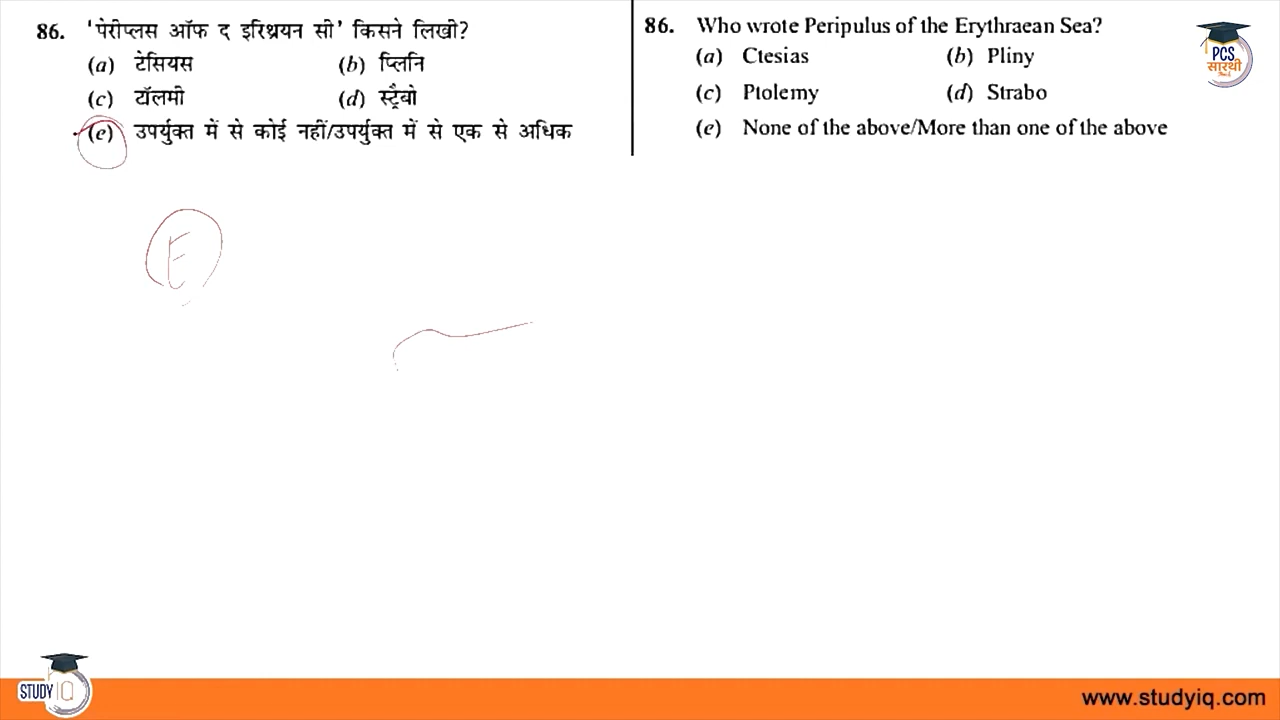 86. 'पेरीप्लस ऑफ द इरिथ्रयन सी' किसने लिखी?
(a) टेसियस (b) प्लिनि
(c) टॉलमी (d) स्ट्रैबो
(e) उपर्युक्त में से कोई नहीं/उपर्युक्त में से एक से अधिक
86. Who wrote Peripulus of the Erythraean Sea?
(a) Ctesias (b) Pliny
(c) Ptolemy (d) Strabo
(e) None of the above/More than one of the above
PCS
सारथी
E
STUDY IQ
www.studyiq.com